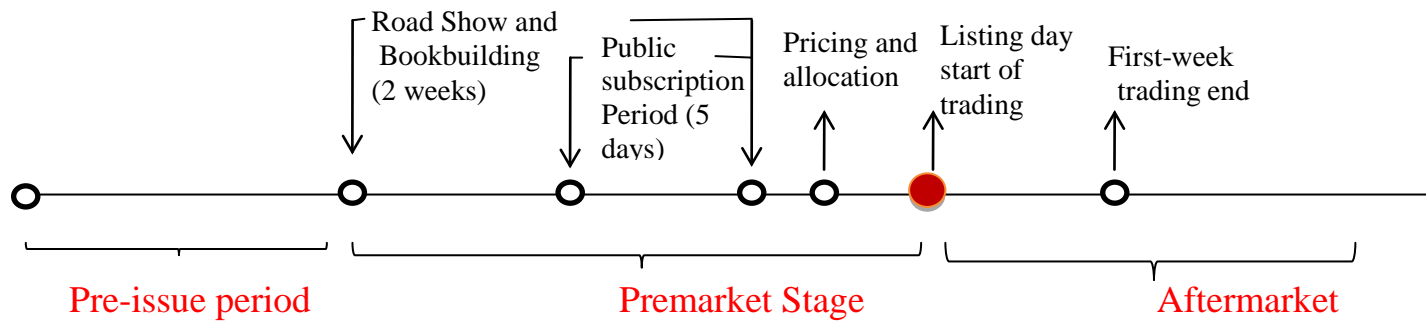 Road Show and
Bookbuilding
(2 weeks)
Public
subscription
Period (5
days)
Pricing and
allocation
Listing day
start of
trading
First-week
trading end
Pre-issue period
Premarket Stage
Aftermarket